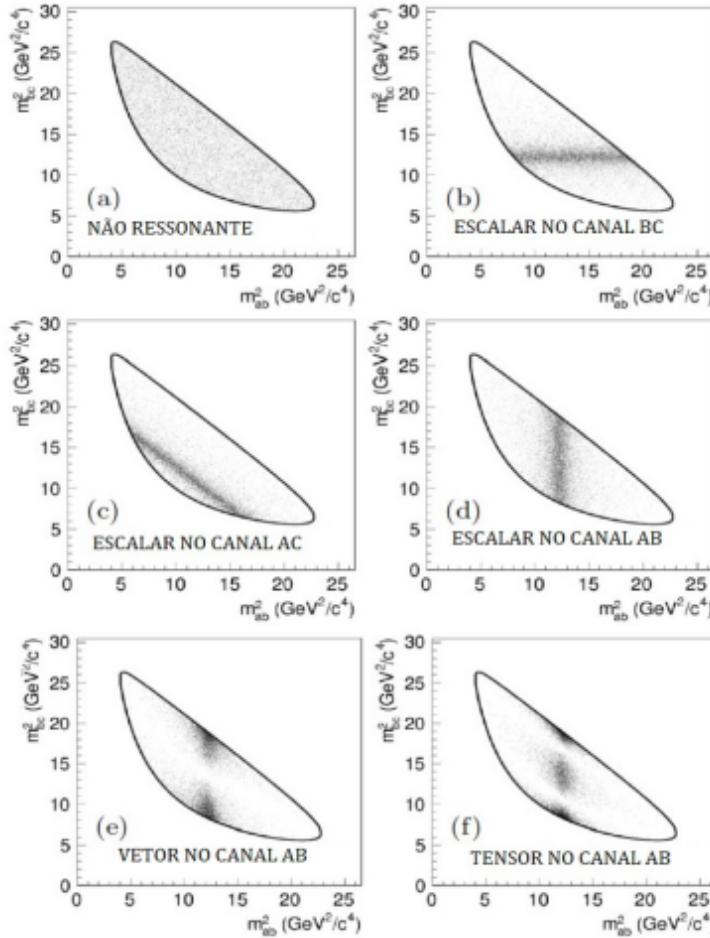 m²bc (GeV²/c⁴)
30
25
20
15
10
5
0
(a)
NÃO RESSONANTE
0 5 10 15 20 25
m²ab (GeV²/c⁴)
m²bc (GeV²/c⁴)
30
25
20
15
10
5
0
(b)
ESCALAR NO CANAL BC
0 5 10 15 20 25
m²ab (GeV²/c⁴)
m²bc (GeV²/c⁴)
30
25
20
15
10
5
0
(c)
ESCALAR NO CANAL AC
0 5 10 15 20 25
m²ab (GeV²/c⁴)
m²bc (GeV²/c⁴)
30
25
20
15
10
5
0
(d)
ESCALAR NO CANAL AB
0 5 10 15 20 25
m²ab (GeV²/c⁴)
m²bc (GeV²/c⁴)
30
25
20
15
10
5
0
(e)
VETOR NO CANAL AB
0 5 10 15 20 25
m²ab (GeV²/c⁴)
m²bc (GeV²/c⁴)
30
25
20
15
10
5
0
(f)
TENSOR NO CANAL AB
0 5 10 15 20 25
m²ab (GeV²/c⁴)